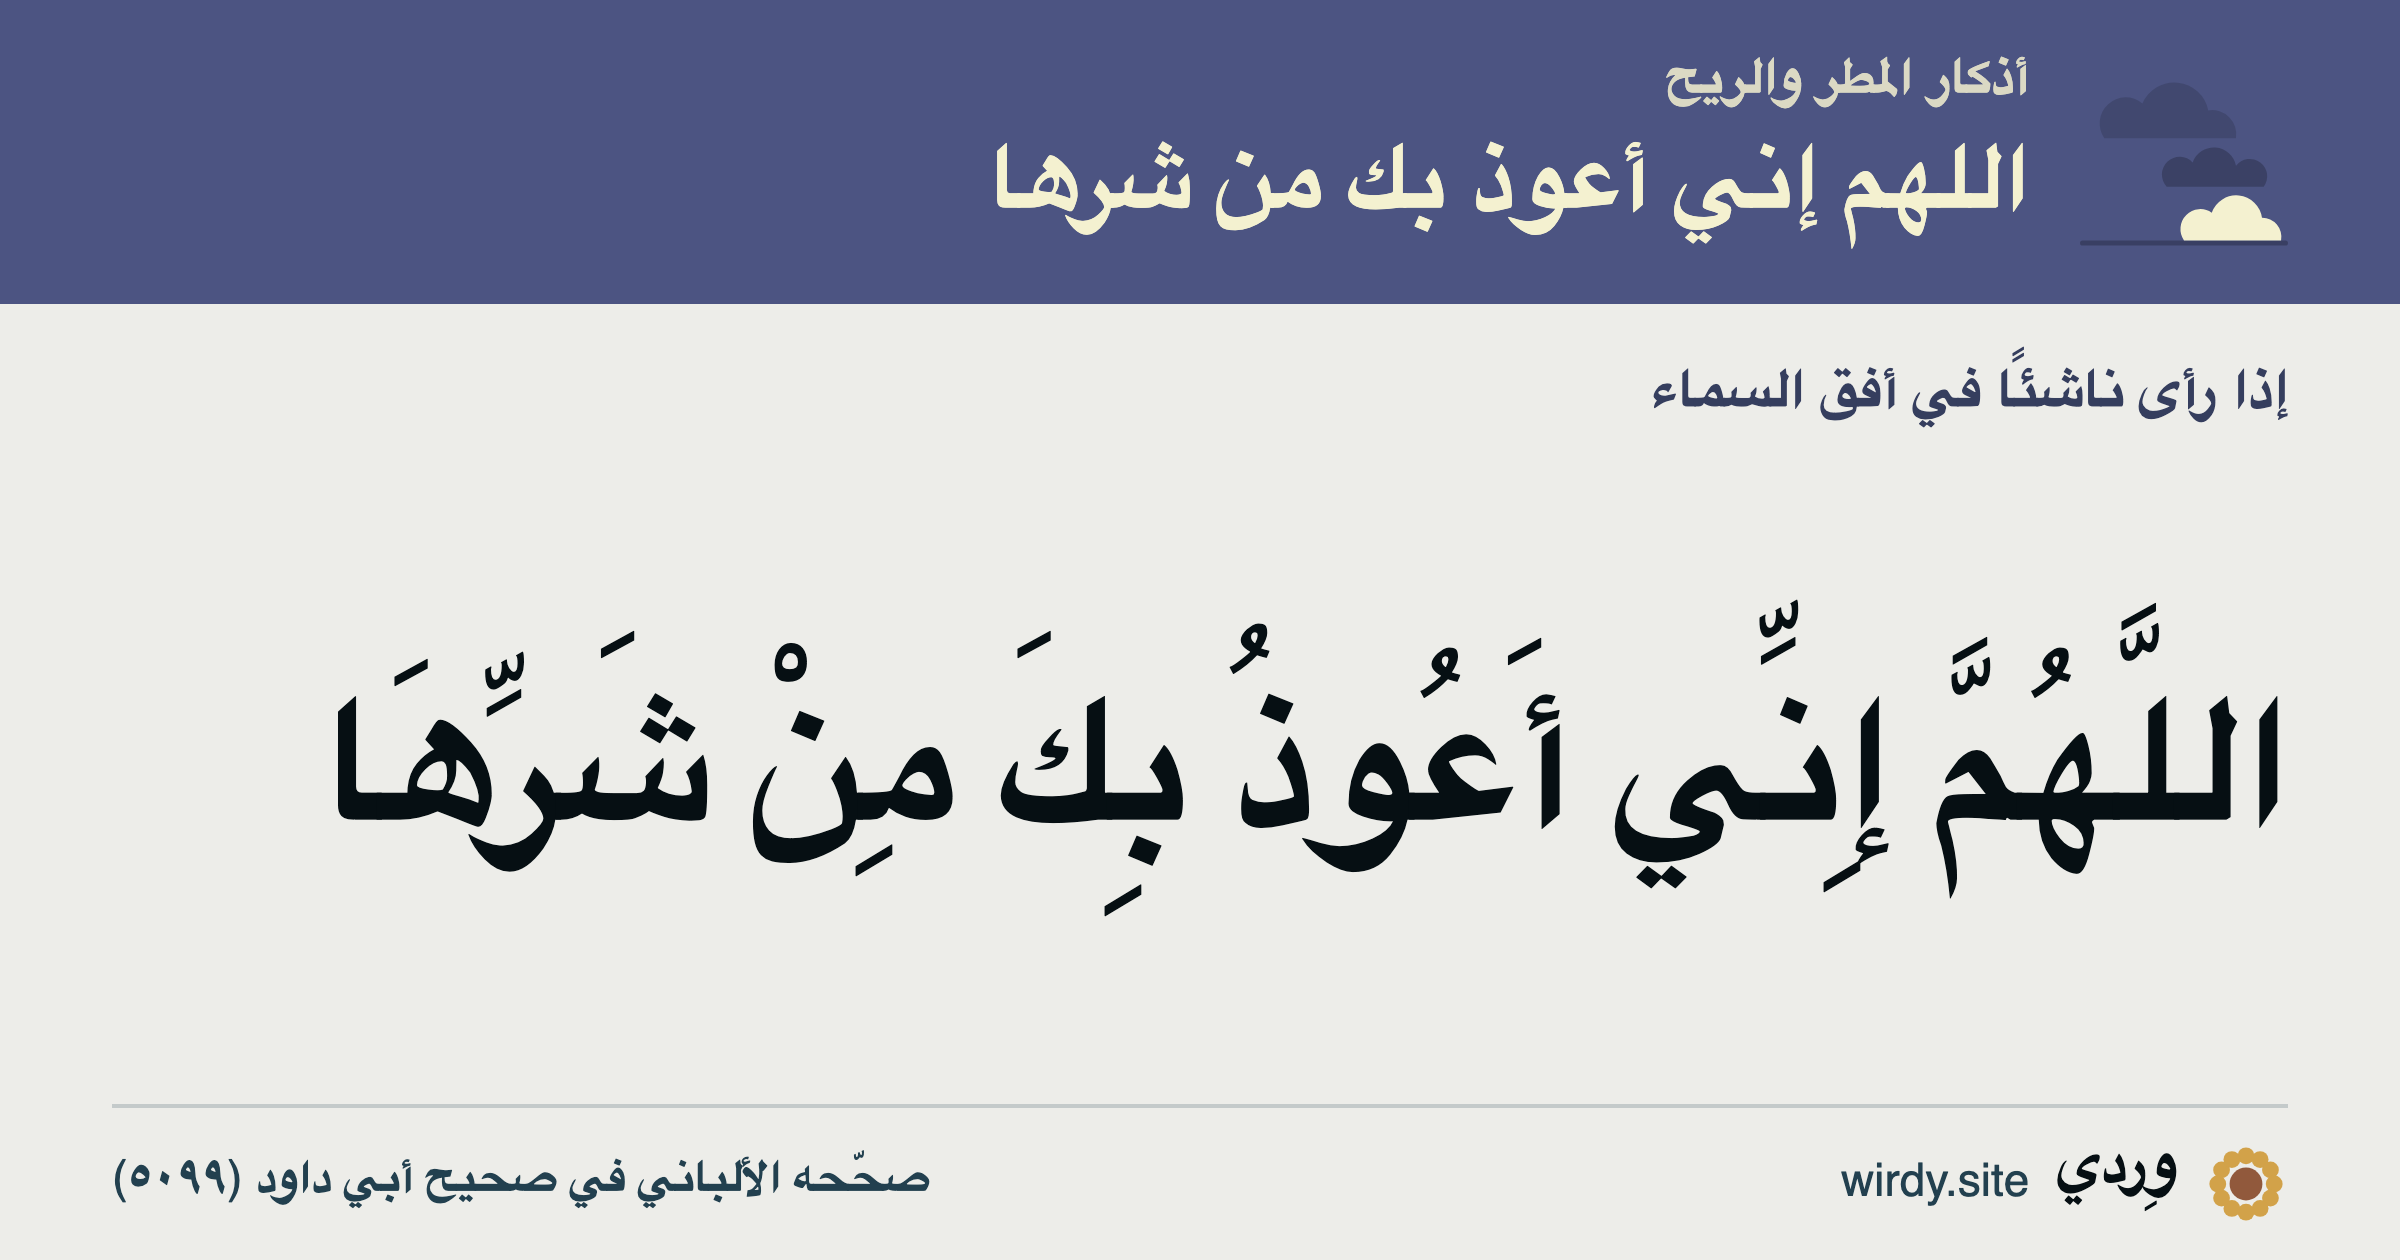 أذكار المطر والريح
اللهم إني أعوذ بك من شرها
إذا رأى ناشئًا في أفق السماء
اللَّهُمَّ إِنِّي أَعُوذُ بِكَ مِنْ شَرِّهَا
وِردي wirdy.site
صحّحه الألباني في صحيح أبي داود (٥٠٩٩)